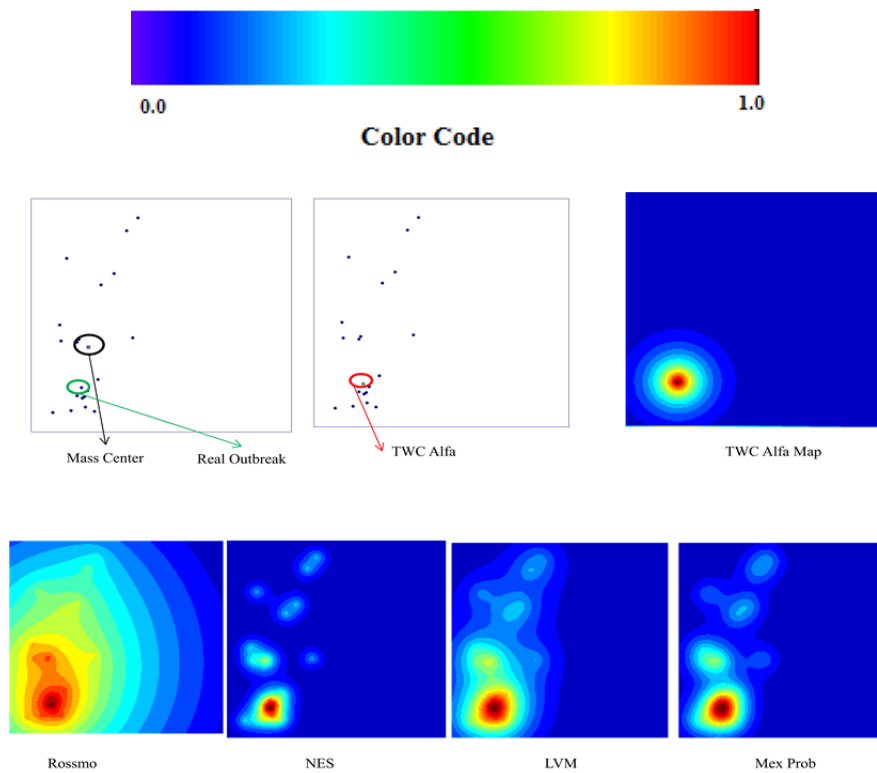 0.0
1.0
Color Code
Mass Center
Real Outbreak
TWC Alfa
TWC Alfa Map
Rossmo
NES
LVM
Mex Prob